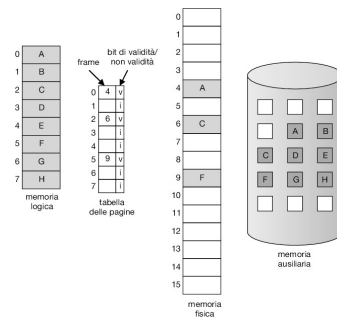 0 A
1 B
2 C
3 D
4 E
5 F
6 G
7 H
memoria
logica
frame
bit di validità/
non validità
0 4 v
1 i
2 6 v
3 i
4 i
5 9 v
6 i
7 i
tabella
delle pagine
0
1
2
3
4 A
5
6 C
7
8
9 F
10
11
12
13
14
15
memoria
fisica
A B
C D E
F G H
memoria
ausiliaria